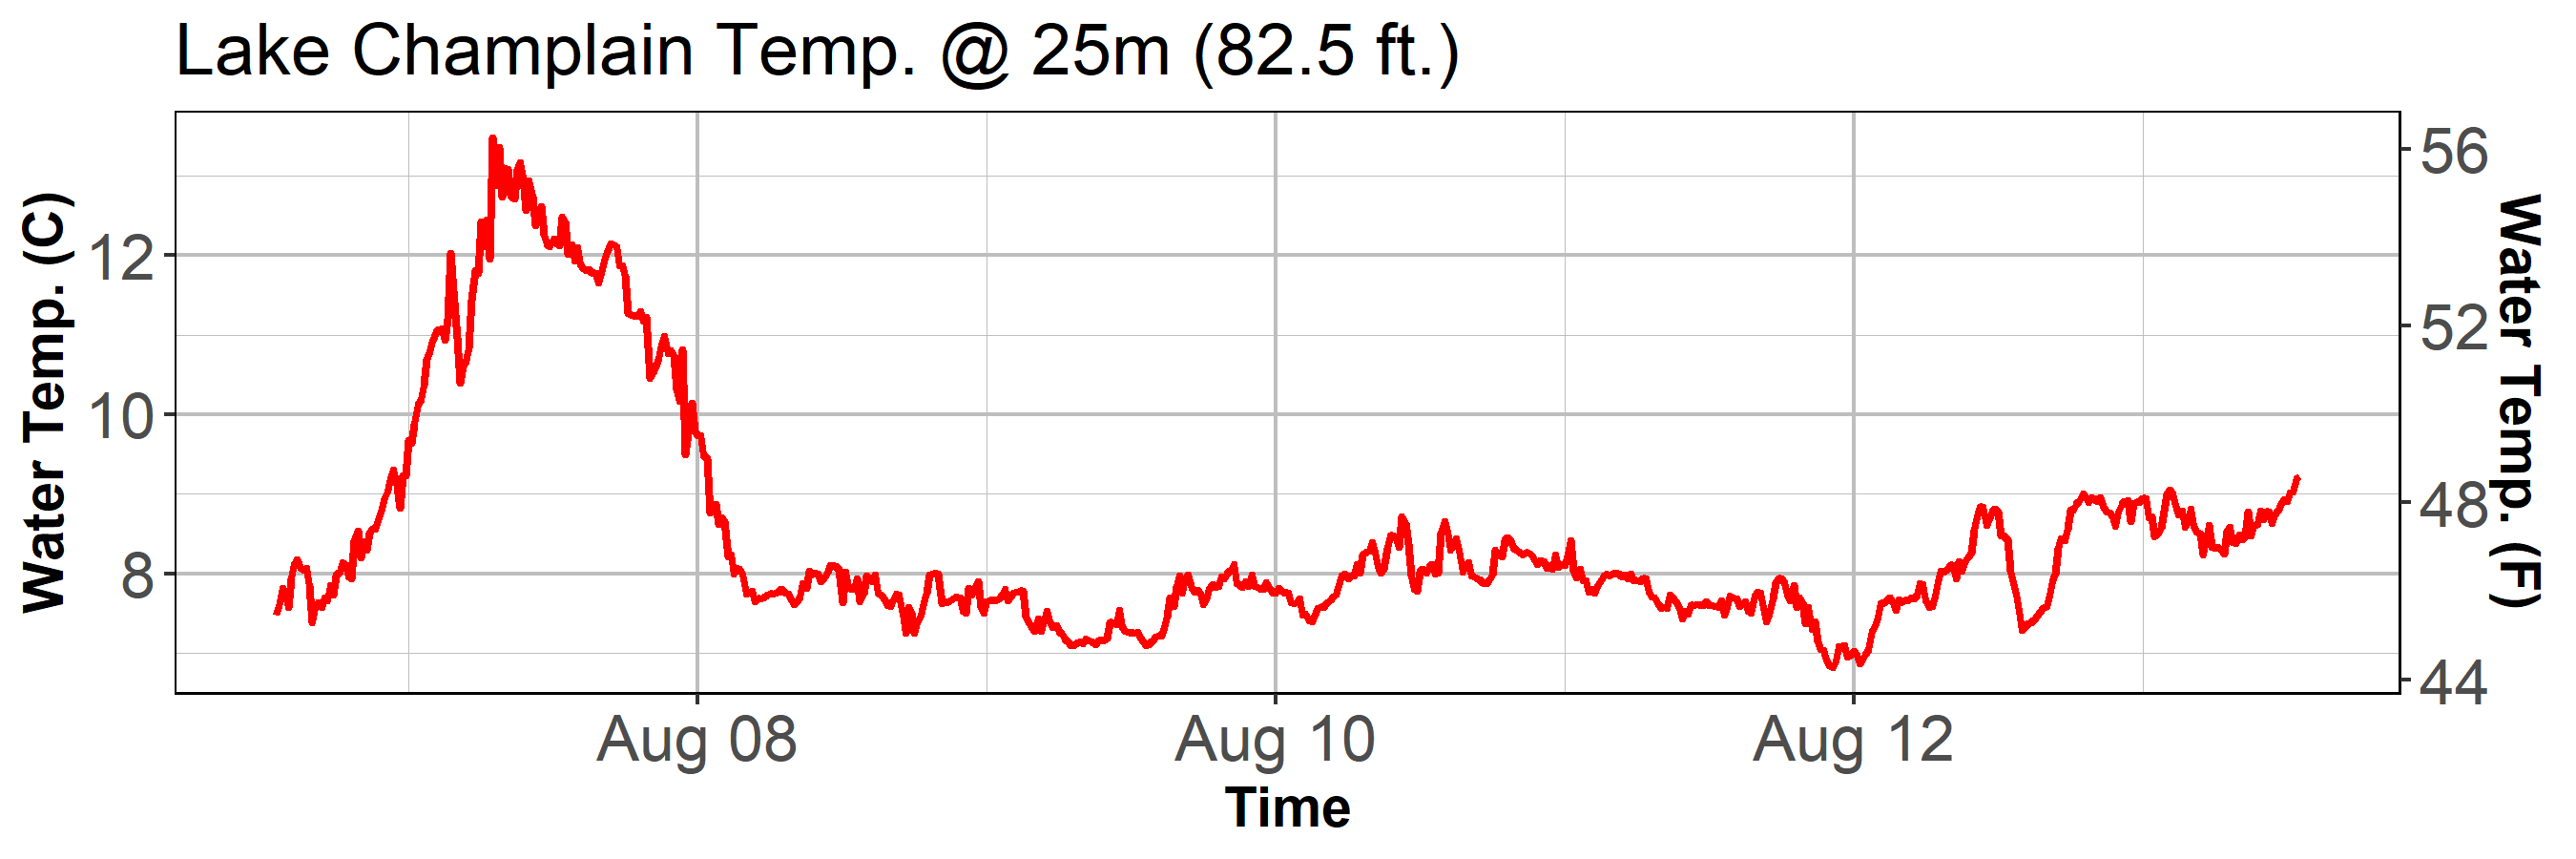 Lake Champlain Temp. @ 25m (82.5 ft.)
Water Temp. (C)
12
10
8
56
52
48
44
Water Temp. (F)
Aug 08
Aug 10
Aug 12
Time